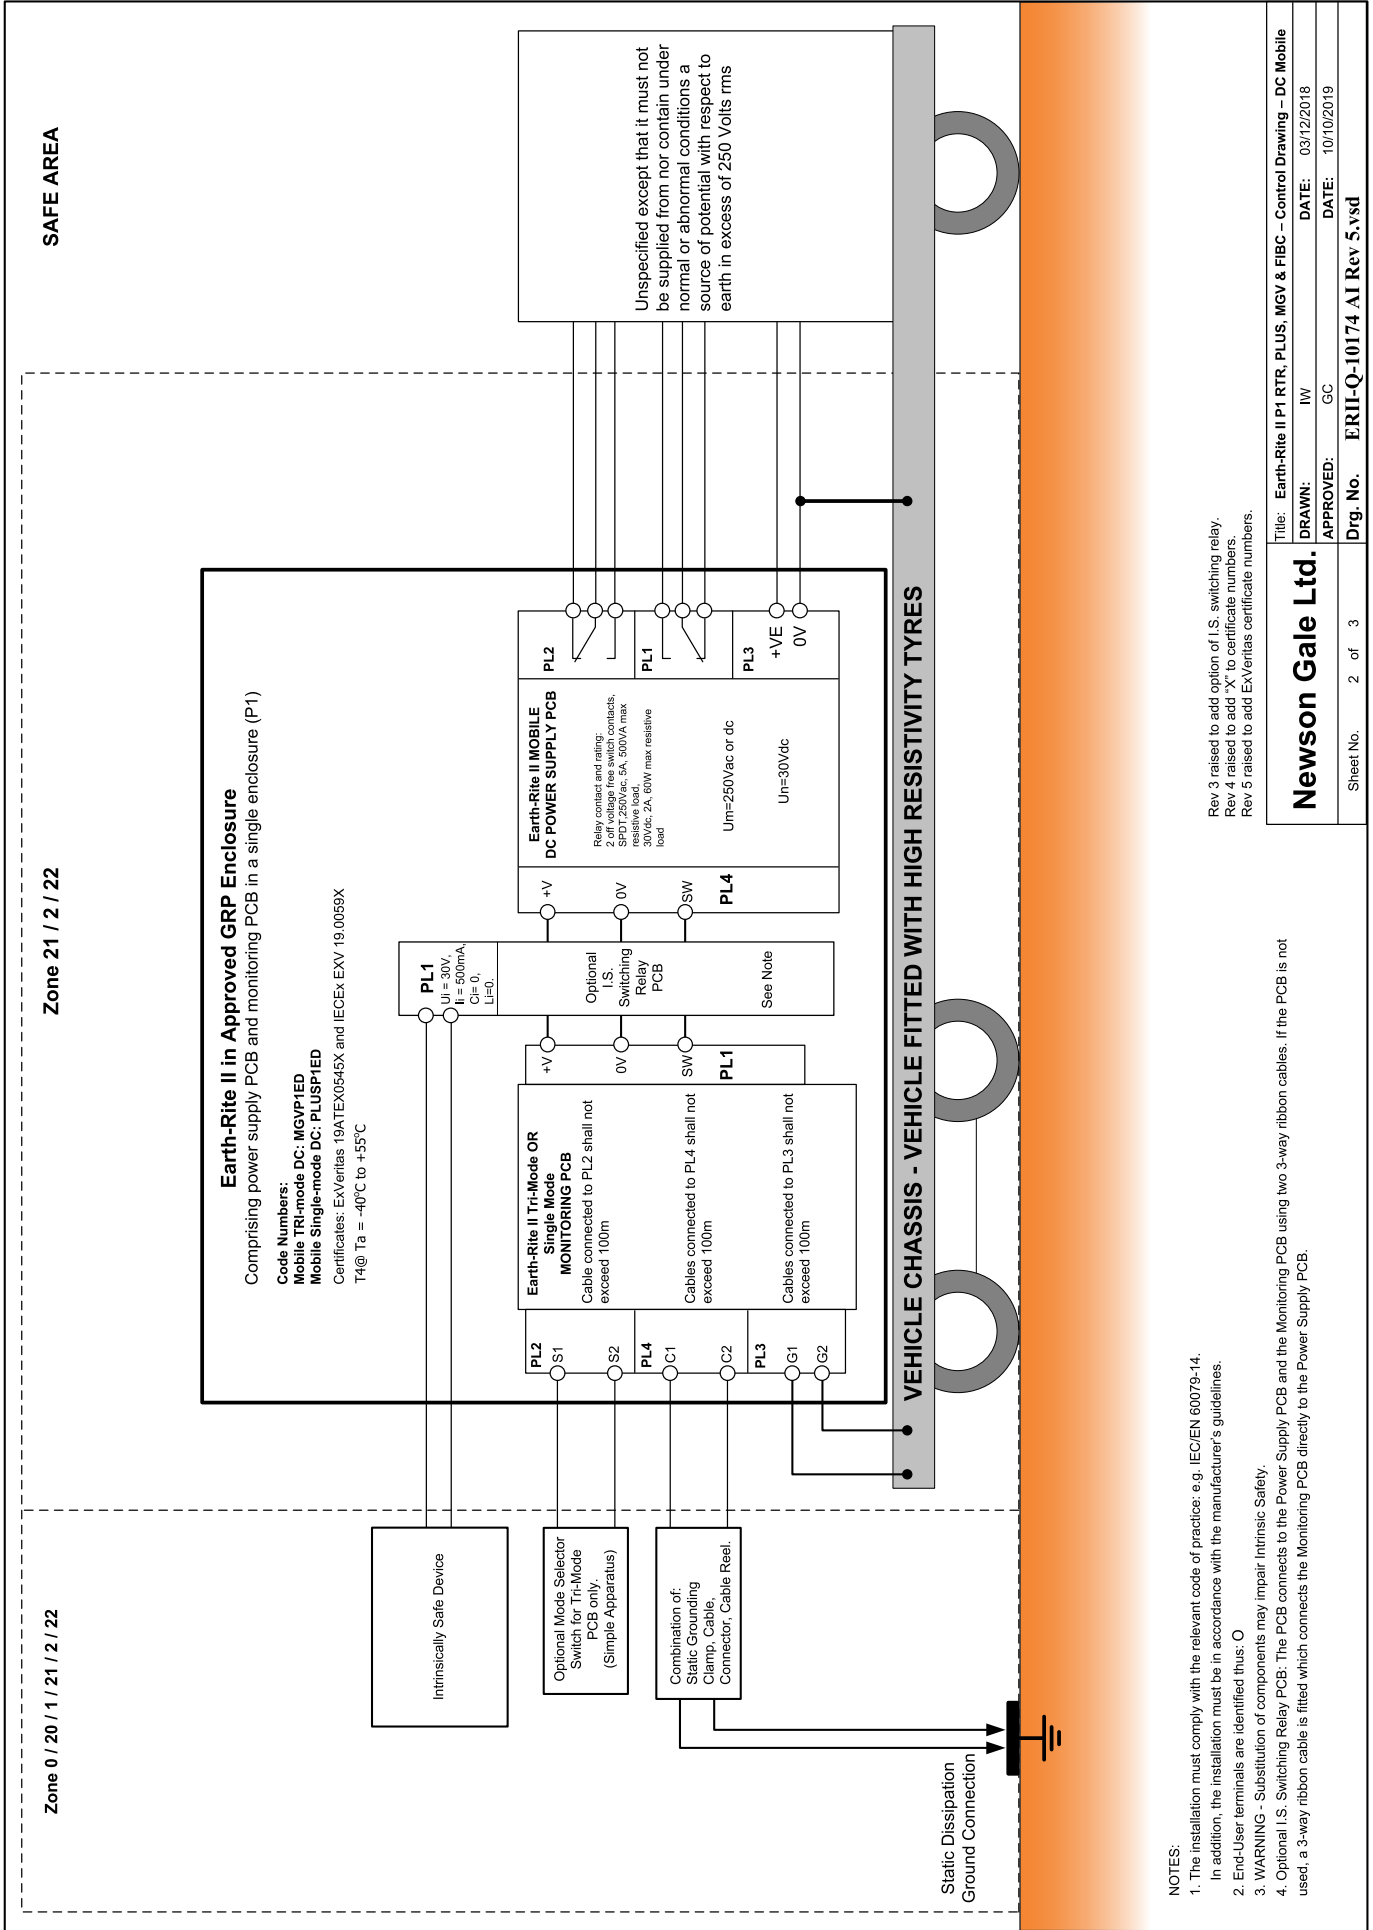 Zone 0 / 20 / 1 / 21 / 2 / 22
Zone 21 / 2 / 22
SAFE AREA
Earth-Rite II in Approved GRP Enclosure
Comprising power supply PCB and monitoring PCB in a single enclosure (P1)
Code Numbers:
Mobile TRI-mode DC: MGVP1ED
Mobile Single-mode DC: PLUSP1ED
Certificates: ExVeritas 19ATEX0545X and IECEx EXV 19.0059X
T4@ Ta = -40°C to +55°C
Intrinsically Safe Device
Optional Mode Selector
Switch for Tri-Mode
PCB only.
(Simple Apparatus)
Combination of:
Static Grounding
Clamp, Cable,
Connector, Cable Reel.
Static Dissipation
Ground Connection
PL2
S1
S2
PL4
C1
C2
PL3
G1
G2
Earth-Rite II Tri-Mode OR
Single Mode
MONITORING PCB
Cable connected to PL2 shall not
exceed 100m
Cables connected to PL4 shall not
exceed 100m
Cables connected to PL3 shall not
exceed 100m
+V
0V
SW
PL1
PL1
Ui = 30V,
Ii = 500mA,
Ci= 0,
Li=0.
Optional
I.S.
Switching
Relay
PCB
See Note
+V
0V
SW
PL4
Earth-Rite II MOBILE
DC POWER SUPPLY PCB
Relay contact and rating:
2 off voltage free switch contacts,
SPDT,250Vac, 5A, 500VA max
resistive load,
30Vdc, 2A, 60W max resistive
load
Um=250Vac or dc
Un=30Vdc
PL2
PL1
PL3
+VE
0V
Unspecified except that it must not
be supplied from nor contain under
normal or abnormal conditions a
source of potential with respect to
earth in excess of 250 Volts rms
VEHICLE CHASSIS - VEHICLE FITTED WITH HIGH RESISTIVITY TYRES
NOTES:
1. The installation must comply with the relevant code of practice: e.g. IEC/EN 60079-14.
In addition, the installation must be in accordance with the manufacturer's guidelines.
2. End-User terminals are identified thus: O
3. WARNING - Substitution of components may impair Intrinsic Safety.
4. Optional I.S. Switching Relay PCB: The PCB connects to the Power Supply PCB and the Monitoring PCB using two 3-way ribbon cables. If the PCB is not
used, a 3-way ribbon cable is fitted which connects the Monitoring PCB directly to the Power Supply PCB.
Rev 3 raised to add option of I.S. switching relay.
Rev 4 raised to add “X” to certificate numbers.
Rev 5 raised to add ExVeritas certificate numbers.
Newson Gale Ltd.
Sheet No. 2 of 3
Title: Earth-Rite II P1 RTR, PLUS, MGV & FIBC – Control Drawing – DC Mobile
DRAWN: IW DATE: 03/12/2018
APPROVED: GC DATE: 10/10/2019
Drg. No. ERII-Q-10174 AI Rev 5.vsd